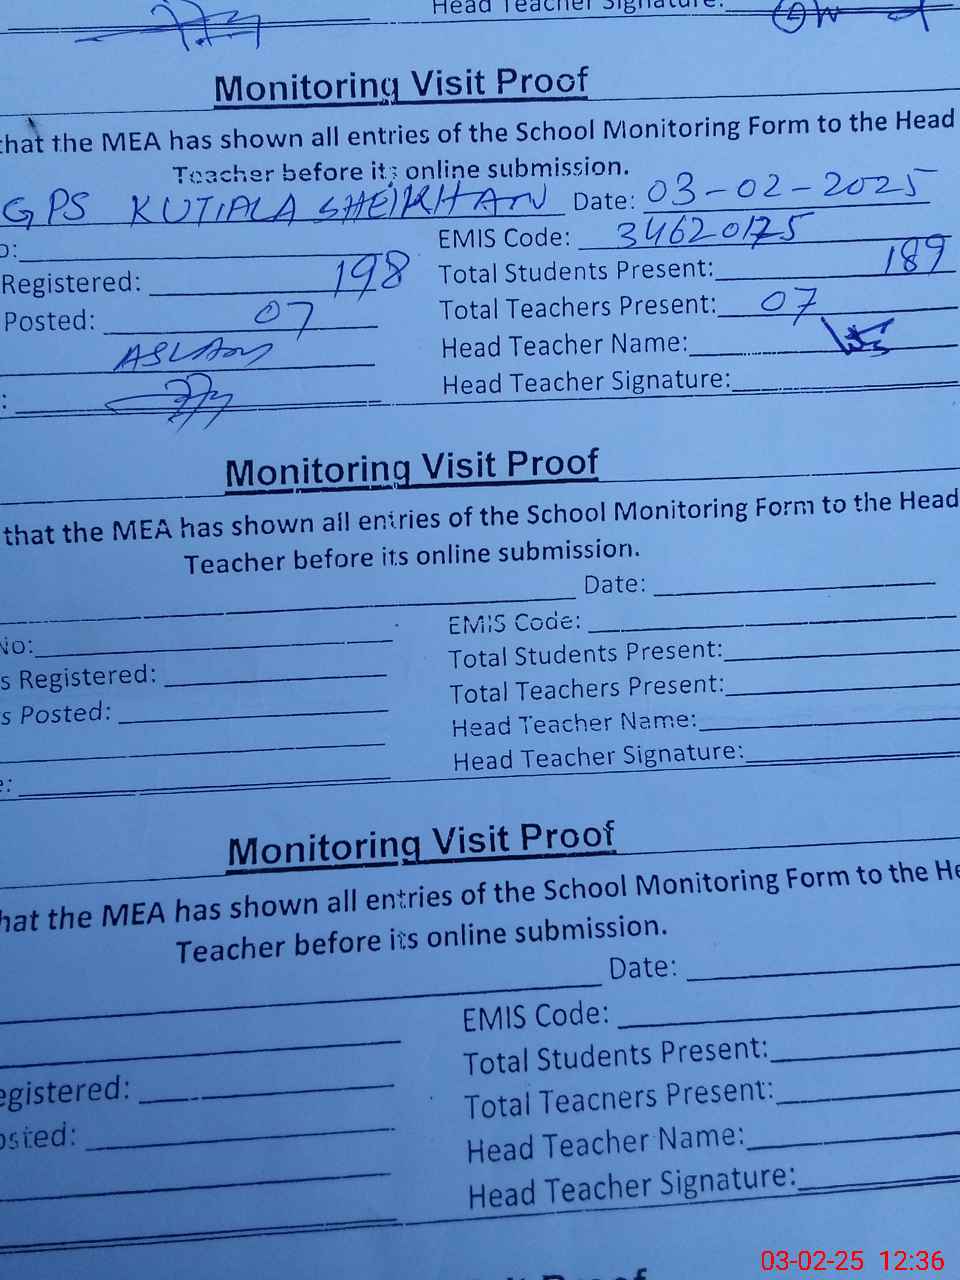 Head Teacher Signature:
Monitoring Visit Proof
that the MEA has shown all entries of the School Monitoring Form to the Head
Teacher before its online submission.
GPS KUTIALA SHEIKHAN Date: 03-02-2025
o: EMIS Code: 34620175
Registered: 198 Total Students Present: 189
Posted: 07 Total Teachers Present: 07
ASLAM Head Teacher Name:
: Head Teacher Signature:
Monitoring Visit Proof
that the MEA has shown all entries of the School Monitoring Form to the Head
Teacher before its online submission.
Date:
No: EMIS Code:
s Registered: Total Students Present:
s Posted: Total Teachers Present:
Head Teacher Name:
e: Head Teacher Signature:
Monitoring Visit Proof
hat the MEA has shown all entries of the School Monitoring Form to the He
Teacher before its online submission.
Date:
EMIS Code:
egistered: Total Students Present:
osted: Total Teachers Present:
Head Teacher Name:
Head Teacher Signature:
Visit Proof
03-02-25 12:36